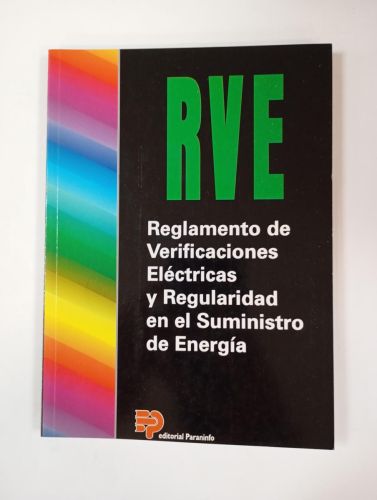 RVE
Reglamento de
Verificaciones
Eléctricas
y Regularidad
en el Suministro
de Energía
editorial Paraninfo